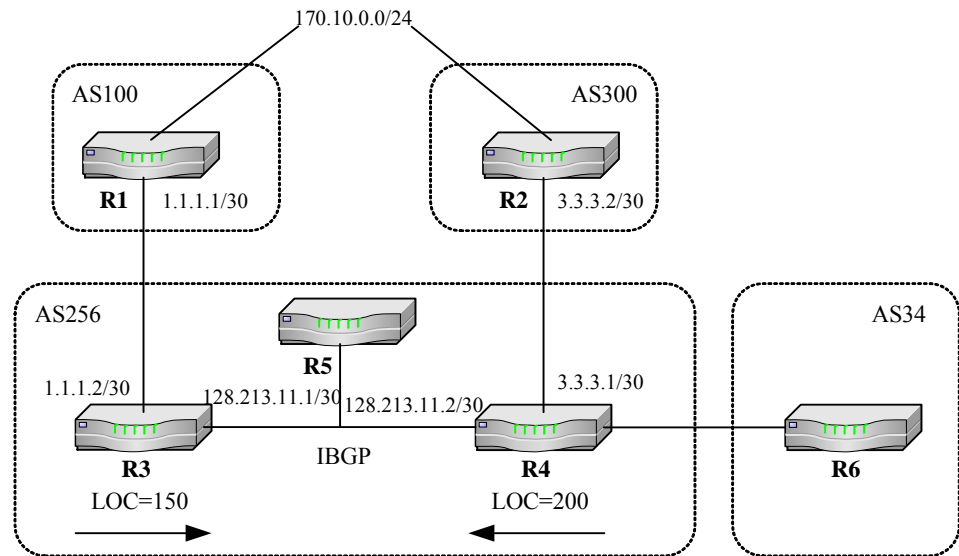 170.10.0.0/24
AS100
AS300
R1
1.1.1.1/30
R2
3.3.3.2/30
AS256
AS34
R5
1.1.1.2/30
128.213.11.1/30
128.213.11.2/30
3.3.3.1/30
R3
IBGP
R4
R6
LOC=150
LOC=200